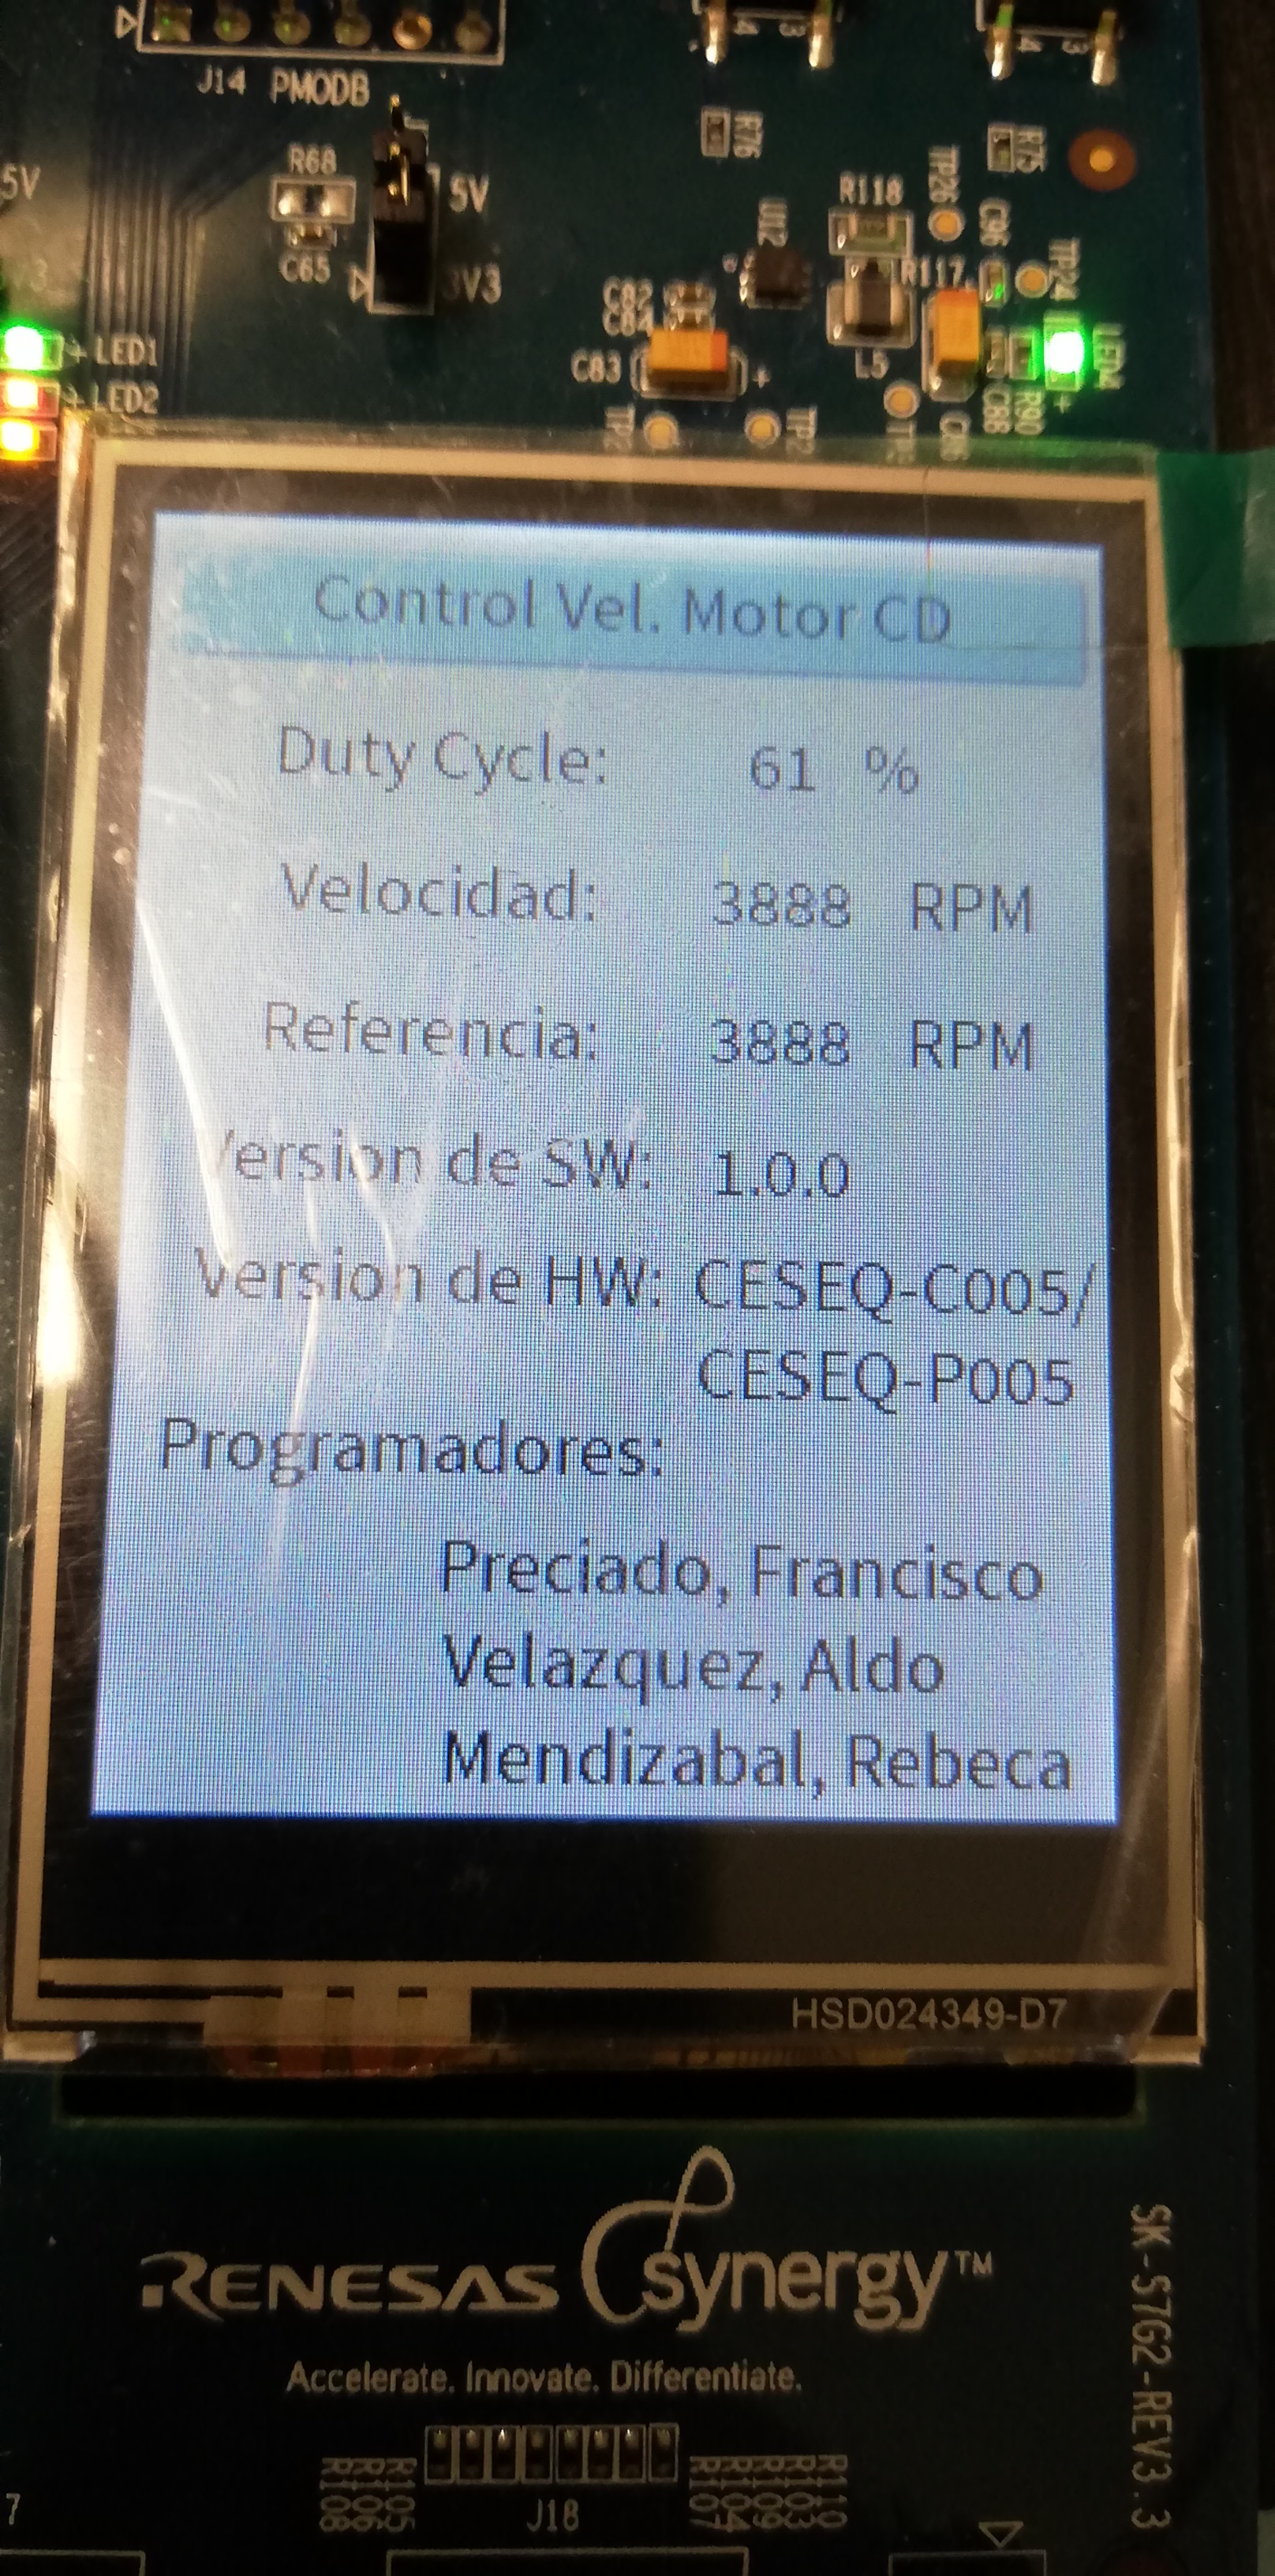 J14 PMODB
R76
R75
R68
5V
5V
R118
TP26
C96
U12
C65
3V3
R117
TP24
C82
C84
C83
L5
LED1
LED2
LED4
C88
R90
Control Vel. Motor CD
Duty Cycle: 61 %
Velocidad: 3888 RPM
Referencia: 3888 RPM
ersion de SW: 1.0.0
Version de HW: CESEQ-C005/
CESEQ-P005
Programadores:
Preciado, Francisco
Velazquez, Aldo
Mendizabal, Rebeca
HSD024349-D7
RENESAS synergy™
SK-S7G2-REV3.3
Accelerate. Innovate. Differentiate.
R108
R106
R105
R107
R104
R109
R103
R110
J18
7